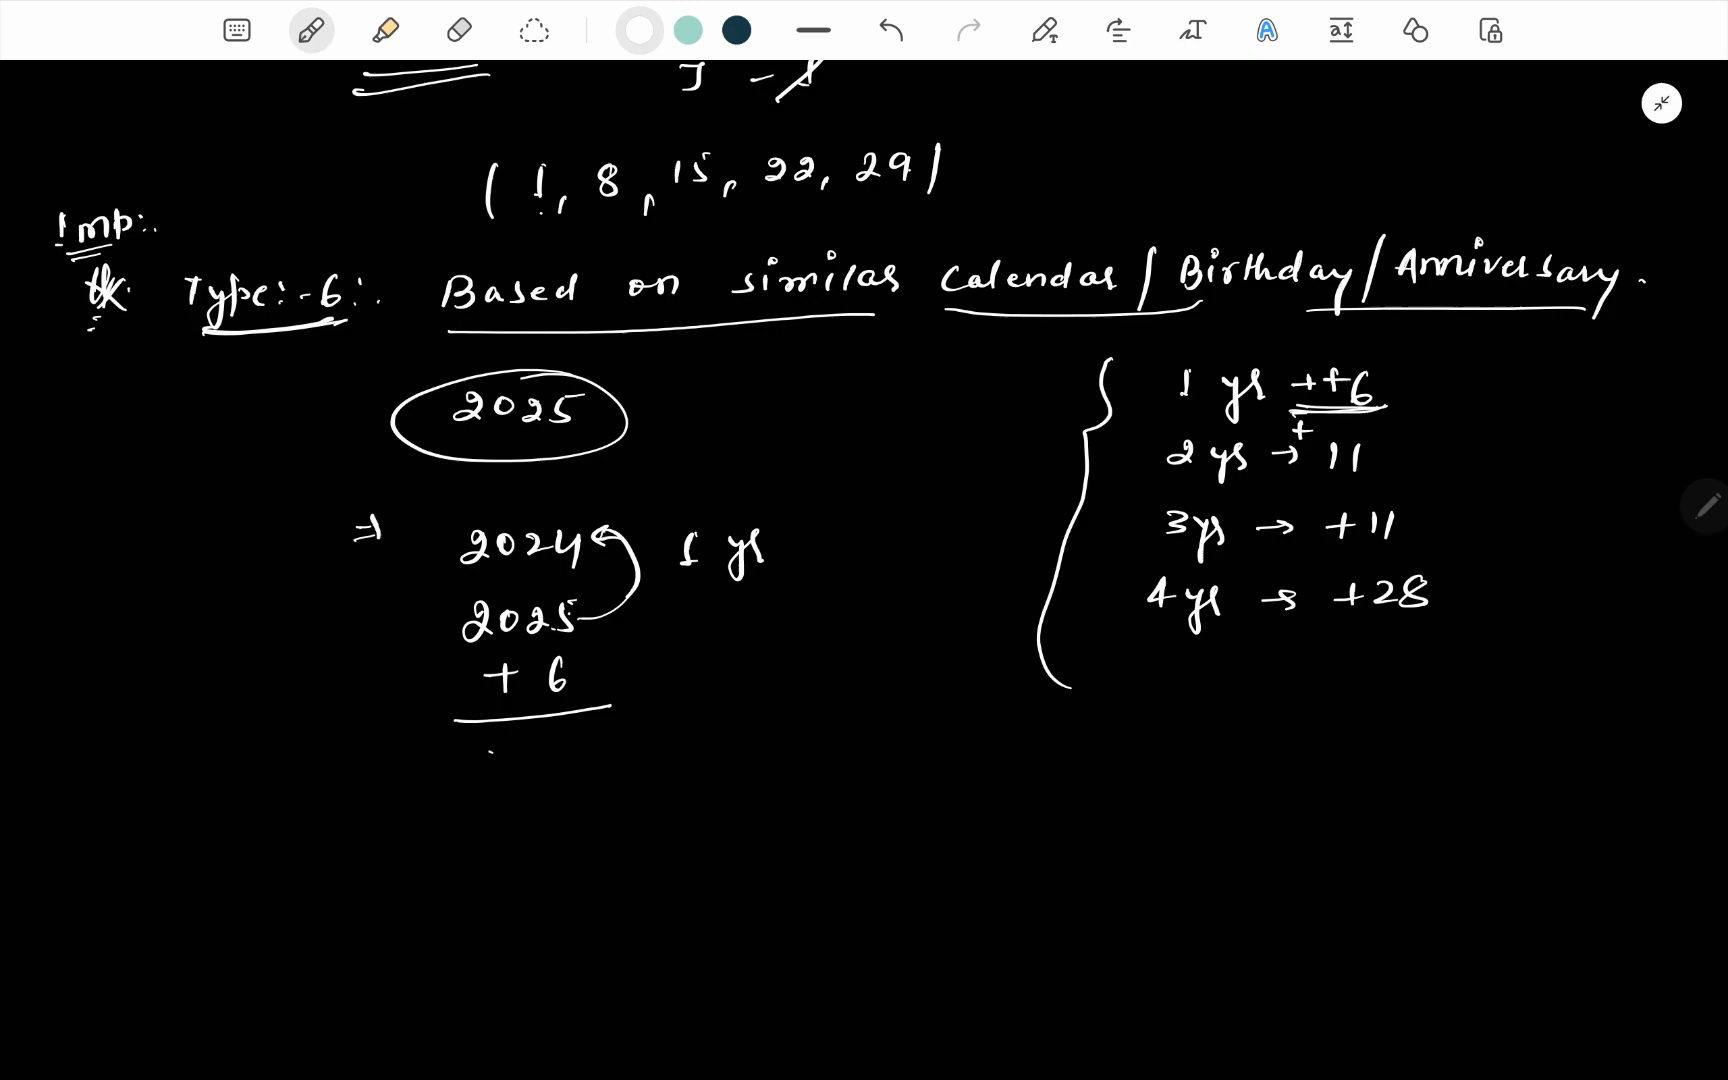 ( 1, 8, 15, 22, 29 )
Imp:.
Type:-6:. Based on similar Calendar / Birthday / Anniversary.
2025
1 yr → +6
2 yr → + 11
3 yr → +11
4 yr → +28
⇒ 2024 1 yr
2025
+ 6